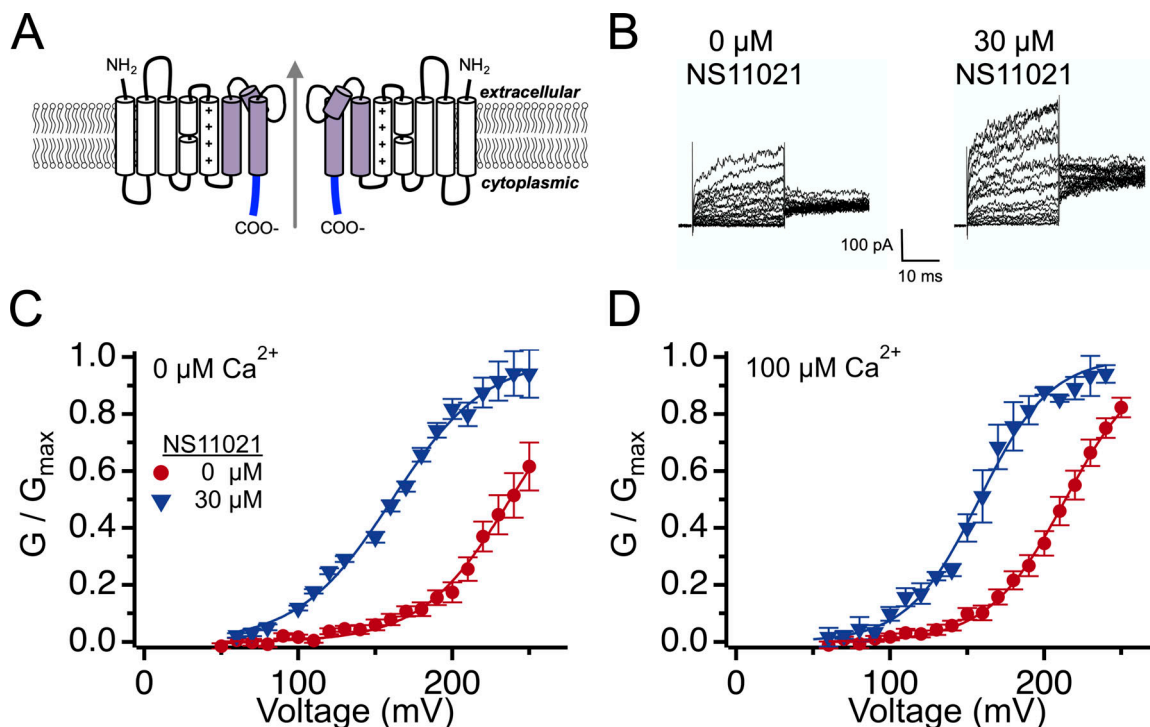 A
NH2
NH2
extracellular
cytoplasmic
COO-
COO-
+
+
+
+
+
+
+
+
B
0 µM
NS11021
30 µM
NS11021
100 pA
10 ms
C
0 µM Ca2+
NS11021
0 µM
30 µM
G / Gmax
1.0
0.8
0.6
0.4
0.2
0.0
0
100
200
Voltage (mV)
D
100 µM Ca2+
G / Gmax
1.0
0.8
0.6
0.4
0.2
0.0
0
100
200
Voltage (mV)